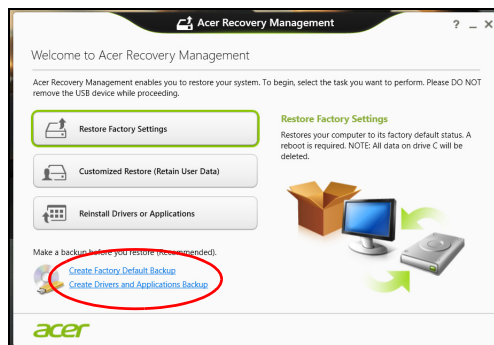 Acer Recovery Management
? _ X
Welcome to Acer Recovery Management
Acer Recovery Management enables you to restore your system. To begin, select the task you want to perform. Please DO NOT
remove the USB device while proceeding.
Restore Factory Settings
Customized Restore (Retain User Data)
Reinstall Drivers or Applications
Restore Factory Settings
Restores your computer to its factory default status. A
reboot is required. NOTE: All data on drive C will be
deleted.
Make a backup before you restore (Recommended).
Create Factory Default Backup
Create Drivers and Applications Backup
acer